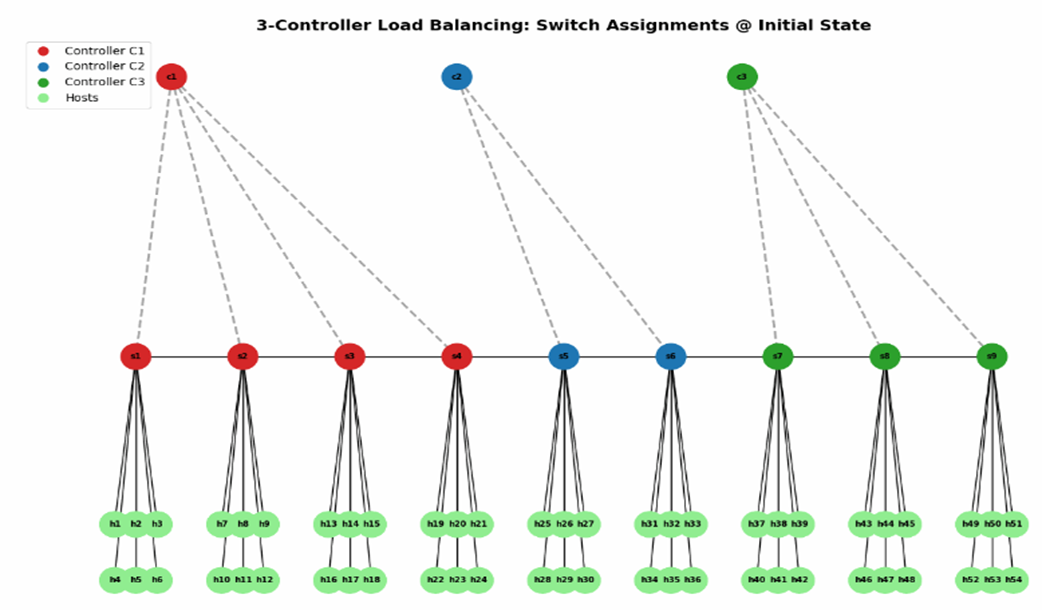 3-Controller Load Balancing: Switch Assignments @ Initial State
Controller C1
Controller C2
Controller C3
Hosts
c1 c2 c3
s1 s2 s3 s4 s5 s6 s7 s8 s9
h1 h2 h3 h7 h8 h9 h13 h14 h15 h19 h20 h21 h25 h26 h27 h31 h32 h33 h37 h38 h39 h43 h44 h45 h49 h50 h51
h4 h5 h6 h10 h11 h12 h16 h17 h18 h22 h23 h24 h28 h29 h30 h34 h35 h36 h40 h41 h42 h46 h47 h48 h52 h53 h54